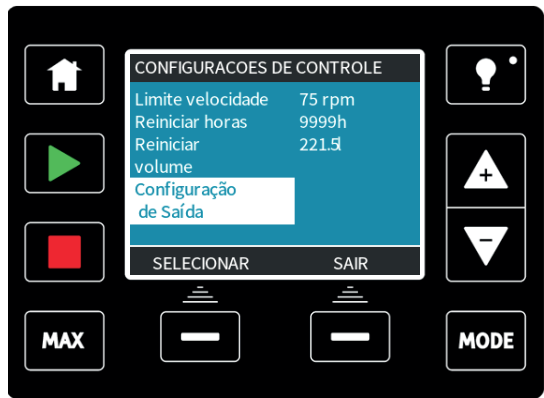 CONFIGURACOES DE CONTROLE
Limite velocidade 75 rpm
Reiniciar horas 9999h
Reiniciar 221.5l
volume
Configuração
de Saída
SELECIONAR SAIR
MAX MODE